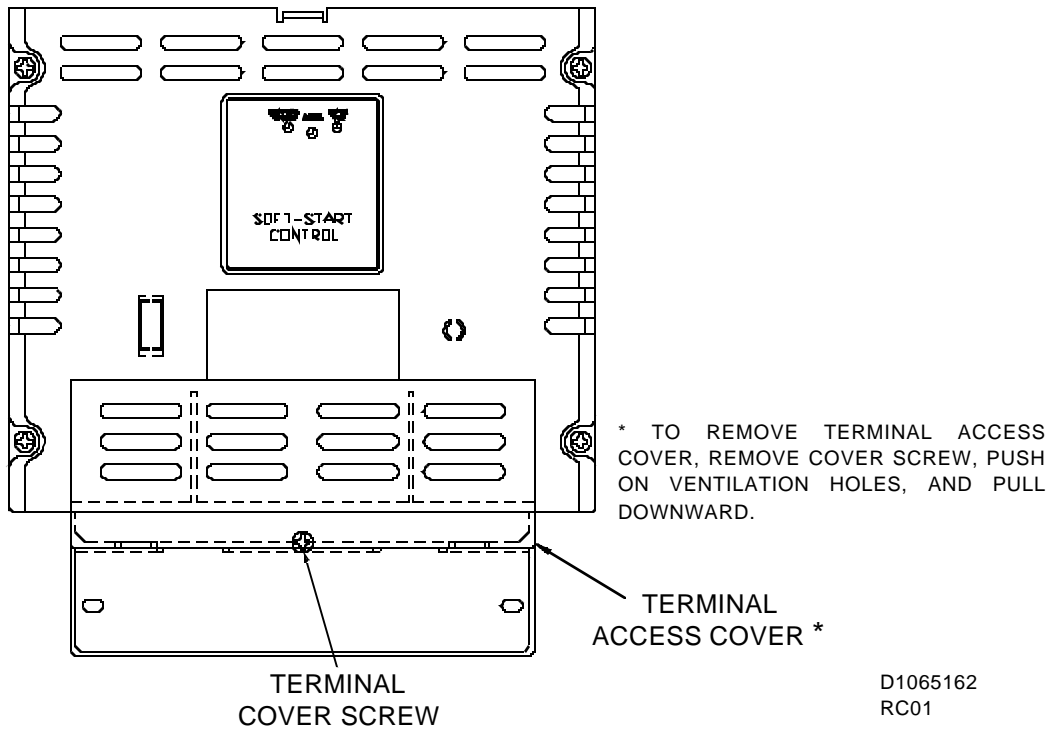 SOFT-START
CONTROL
* TO REMOVE TERMINAL ACCESS
COVER, REMOVE COVER SCREW, PUSH
ON VENTILATION HOLES, AND PULL
DOWNWARD.
TERMINAL
ACCESS COVER *
TERMINAL
COVER SCREW
D1065162
RC01